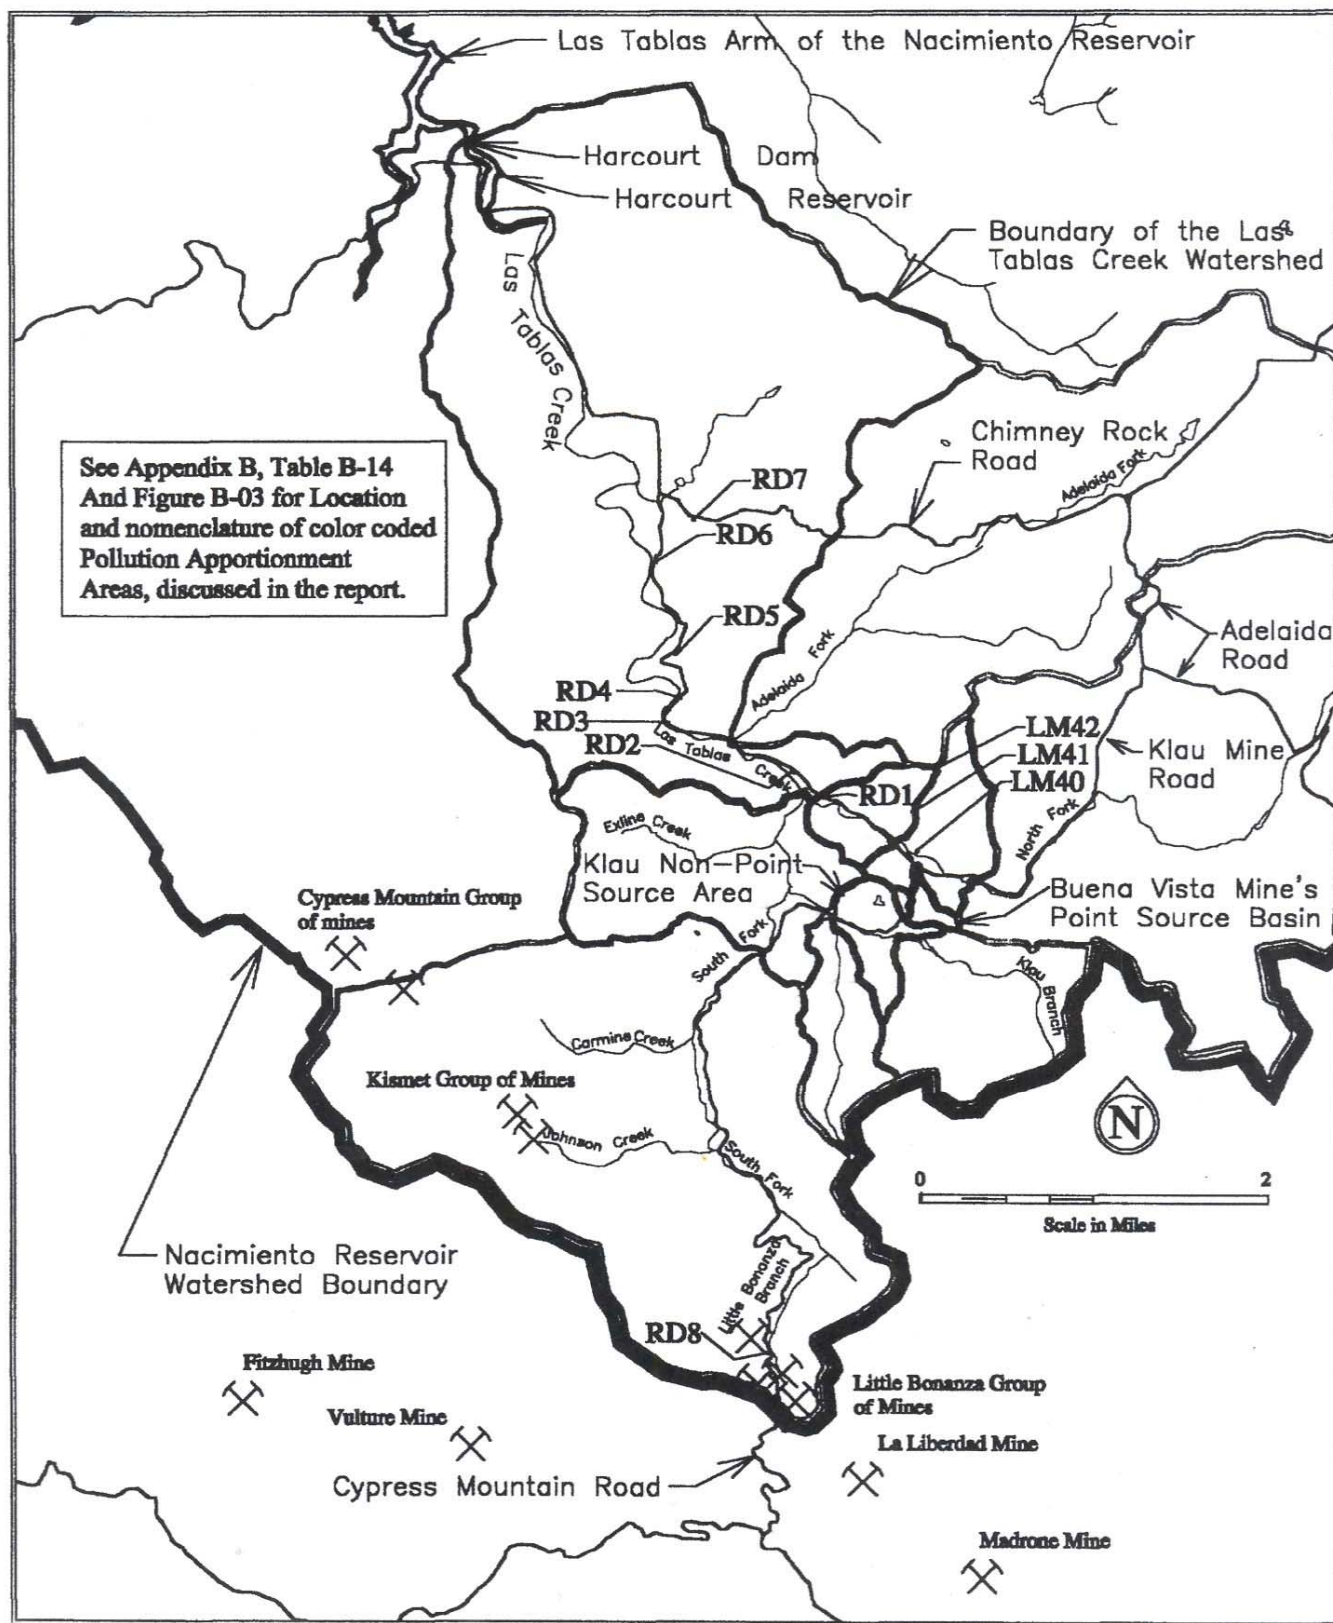 Las Tablas Arm of the Nacimiento Reservoir
Harcourt Dam
Harcourt Reservoir
Boundary of the Las
Tablas Creek Watershed
Las Tablas Creek
Chimney Rock
Road
Adelaida Fork
See Appendix B, Table B-14
And Figure B-03 for Location
and nomenclature of color coded
Pollution Apportionment
Areas, discussed in the report.
RD7
RD6
RD5
Adelaida
Road
Adelaida Fork
RD4
RD3
RD2
Las Tablas Creek
LM42
LM41
LM40
Klau Mine
Road
RD1
North Fork
Exline Creek
Klau Non-Point
Source Area
Buena Vista Mine's
Point Source Basin
Cypress Mountain Group
of mines
South Fork
Klau Branch
Carmine Creek
Kismet Group of Mines
Johnson Creek
South Fork
N
0 2
Scale in Miles
Nacimiento Reservoir
Watershed Boundary
Little Bonanza
Branch
RD8
Fitzhugh Mine
Little Bonanza Group
of Mines
Vulture Mine
La Liberdad Mine
Cypress Mountain Road
Madrone Mine